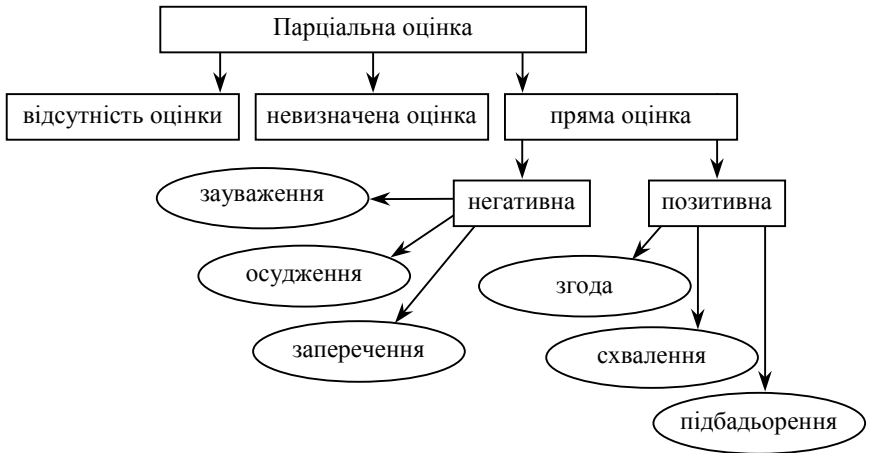 Парціальна оцінка
відсутність оцінки
невизначена оцінка
пряма оцінка
негативна
позитивна
зауваження
осудження
заперечення
згода
схвалення
підбадьорення